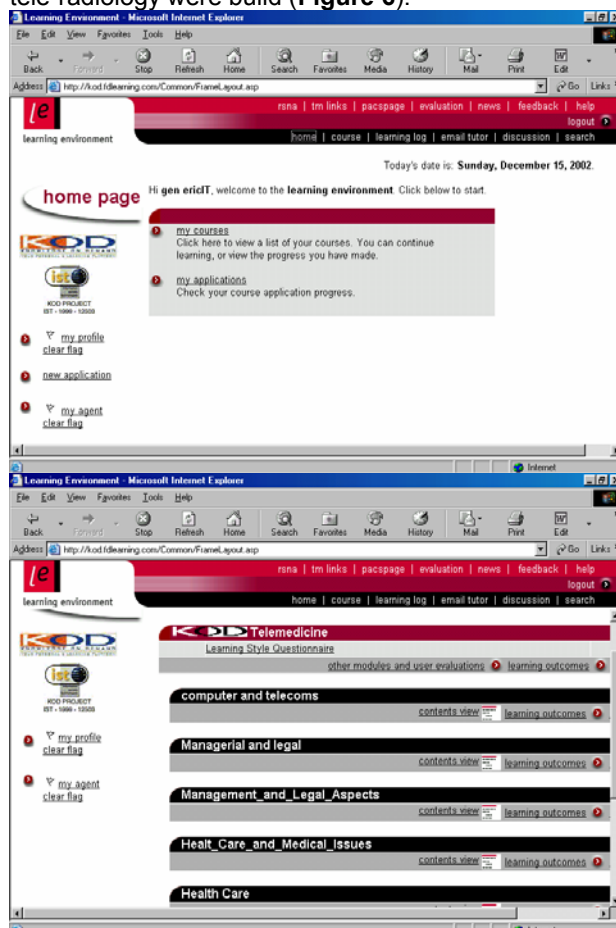 tele radiology were build (Figure 6).
Learning Environment - Microsoft Internet Explorer
File Edit View Favorites Tools Help
Back Forward Stop Refresh Home Search Favorites Media History Mail Print Edit
Address http://kod.fdlearning.com/Common/FrameLayout.asp Go Links
le rsna | tm links | pacspage | evaluation | news | feedback | help
logout
learning environment home | course | learning log | email tutor | discussion | search
Today's date is: Sunday, December 15, 2002.
home page Hi gen ericIT, welcome to the learning environment. Click below to start.
my courses
Click here to view a list of your courses. You can continue
learning, or view the progress you have made.
KOD
ist
my applications
Check your course application progress.
KOD PROJECT
IST - 1999 - 12503
my profile
clear flag
new application
my agent
clear flag
Internet
Learning Environment - Microsoft Internet Explorer
File Edit View Favorites Tools Help
Back Forward Stop Refresh Home Search Favorites Media History Mail Print Edit
Address http://kod.fdlearning.com/Common/FrameLayout.asp Go Links
le rsna | tm links | pacspage | evaluation | news | feedback | help
logout
learning environment home | course | learning log | email tutor | discussion | search
KOD
ist
KOD PROJECT
IST - 1999 - 12503
my profile
clear flag
my agent
clear flag
KOD Telemedicine
Learning Style Questionnaire
other modules and user evaluations learning outcomes
computer and telecoms
contents view learning outcomes
Managerial and legal
contents view learning outcomes
Management_and_Legal_Aspects
contents view learning outcomes
Healt_Care_and_Medical_Issues
contents view learning outcomes
Health Care